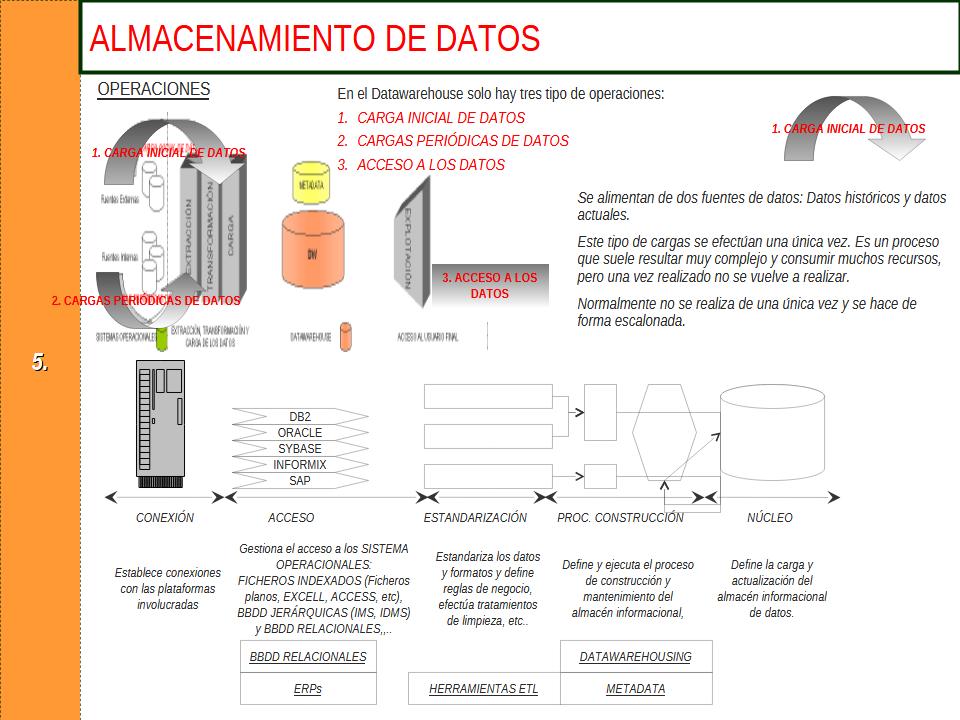 ALMACENAMIENTO DE DATOS
OPERACIONES
En el Datawarehouse solo hay tres tipo de operaciones:
1. CARGA INICIAL DE DATOS
2. CARGAS PERIÓDICAS DE DATOS
3. ACCESO A LOS DATOS
1. CARGA INICIAL DE DATOS
1. CARGA INICIAL DE DATOS
Fuentes Externas
Fuentes Internas
EXTRACCIÓN
TRANSFORMACIÓN
CARGA
METADATA
DW
EXPLOTACIÓN
2. CARGAS PERIÓDICAS DE DATOS
3. ACCESO A LOS
DATOS
SISTEMAS OPERACIONALES
EXTRACCIÓN, TRANSFORMACIÓN Y
CARGA DE LOS DATOS
DATAWAREHOUSE
ACCESO AL USUARIO FINAL
Se alimentan de dos fuentes de datos: Datos históricos y datos
actuales.
Este tipo de cargas se efectúan una única vez. Es un proceso
que suele resultar muy complejo y consumir muchos recursos,
pero una vez realizado no se vuelve a realizar.
Normalmente no se realiza de una única vez y se hace de
forma escalonada.
5.
DB2
ORACLE
SYBASE
INFORMIX
SAP
CONEXIÓN
ACCESO
ESTANDARIZACIÓN
PROC. CONSTRUCCIÓN
NÚCLEO
Establece conexiones
con las plataformas
involucradas
Gestiona el acceso a los SISTEMA
OPERACIONALES:
FICHEROS INDEXADOS (Ficheros
planos, EXCELL, ACCESS, etc),
BBDD JERÁRQUICAS (IMS, IDMS)
y BBDD RELACIONALES,,..
Estandariza los datos
y formatos y define
reglas de negocio,
efectúa tratamientos
de limpieza, etc..
Define y ejecuta el proceso
de construcción y
mantenimiento del
almacén informacional,
Define la carga y
actualización del
almacén informacional
de datos.
BBDD RELACIONALES
DATAWAREHOUSING
ERPs
HERRAMIENTAS ETL
METADATA